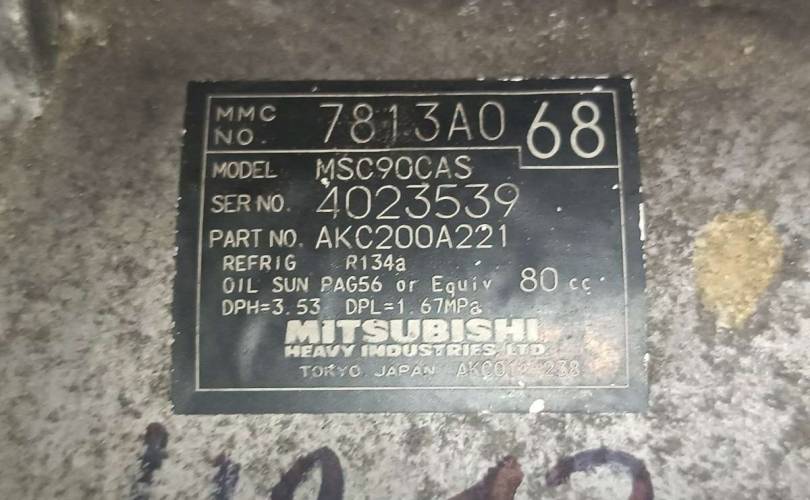 MMC NO. 7813A068
MODEL MSC90CAS
SER NO. 4023539
PART NO. AKC200A221
REFRIG R134a
OIL SUN PAG56 or Equiv 80 cc
DPH=3.53 DPL=1.67MPa
MITSUBISHI
HEAVY INDUSTRIES, LTD.
TOKYO JAPAN